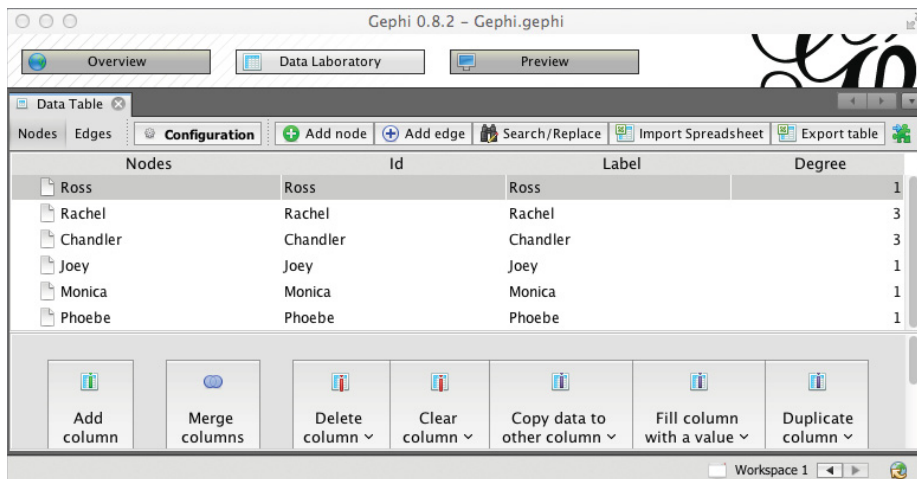 Gephi 0.8.2 – Gephi.gephi
Overview Data Laboratory Preview
Data Table
Nodes Edges Configuration Add node Add edge Search/Replace Import Spreadsheet Export table
Nodes Id Label Degree
Ross Ross Ross 1
Rachel Rachel Rachel 3
Chandler Chandler Chandler 3
Joey Joey Joey 1
Monica Monica Monica 1
Phoebe Phoebe Phoebe 1
Add Merge Delete Clear Copy data to Fill column Duplicate
column columns column column other column with a value column
Workspace 1